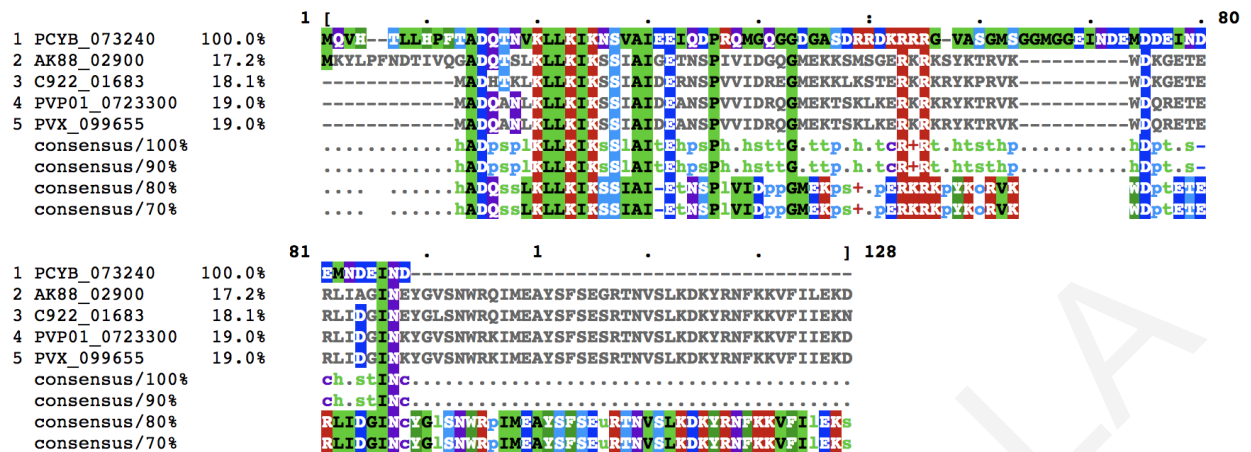 1 [ . . . . : . . . 80
1 PCYB_073240 100.0% MQVH--TLLHPFTADQTNVKLLKIKNSVAIEEIQDPRQMGQGGDGASDRRDKRRRG-VASGMSGGMGGEINDEMDDEIND
2 AK88_02900 17.2% MKYLPFNDTIVQGADQTSLKLLKIKSSIAIGETNSPIVIDGQGMEKKSMSGERKRKSYKTRVK----------WDKGETE
3 C922_01683 18.1% ------------MADETKLKLLKIKSSIAIDEANSPVVIDRQGMEKKLKSTERKRKRYKPRVK----------WDKGETE
4 PVP01_0723300 19.0% ------------MADQANLKLLKIKSSIAIDEANSPVVIDRQGMEKTSKLKERKRKRYKTRVK----------WDQRETE
5 PVX_099655 19.0% ------------MADQANLKLLKIKSSIAIDEANSPVVIDRQGMEKTSKLKERKRKRYKTRVK----------WDQRETE
consensus/100% ............hADpsplKLLKIKsSlAItEhpsPh.hsttG.ttp.h.tcR+Rt.htsthp..........hDpt.s-
consensus/90% ............hADpsplKLLKIKsSlAItEhpsPh.hsttG.ttp.h.tcR+Rt.htsthp..........hDpt.s-
consensus/80% ............hADQssLKLLKIKSSIAI-EtNSPlVIDppGMEKps+.pERKRKpYKoRVK..........WDptETE
consensus/70% ............hADQssLKLLKIKSSIAI-EtNSPlVIDppGMEKps+.pERKRKpYKoRVK..........WDptETE
81 . 1 . . ] 128
1 PCYB_073240 100.0% EMNDEIND----------------------------------------
2 AK88_02900 17.2% RLIAGINEYGVSNWRQIMEAYSFSEGRTNVSLKDKYRNFKKVFILEKD
3 C922_01683 18.1% RLIDGINEYGLSNWRQIMEAYSFSEGRTNVSLKDKYRNFKKVFIIEKN
4 PVP01_0723300 19.0% RLIDGINKYGVSNWRKIMEAYSFSESRTNVSLKDKYRNFKKVFIIEKD
5 PVX_099655 19.0% RLIDGINKYGVSNWRKIMEAYSFSESRTNVSLKDKYRNFKKVFIIEKD
consensus/100% ch.stINc........................................
consensus/90% ch.stINc........................................
consensus/80% RLIDGINcYGlSNWRpIMEAYSFSEuRTNVSLKDKYRNFKKVFIlEKs
consensus/70% RLIDGINcYGlSNWRpIMEAYSFSEuRTNVSLKDKYRNFKKVFIlEKs